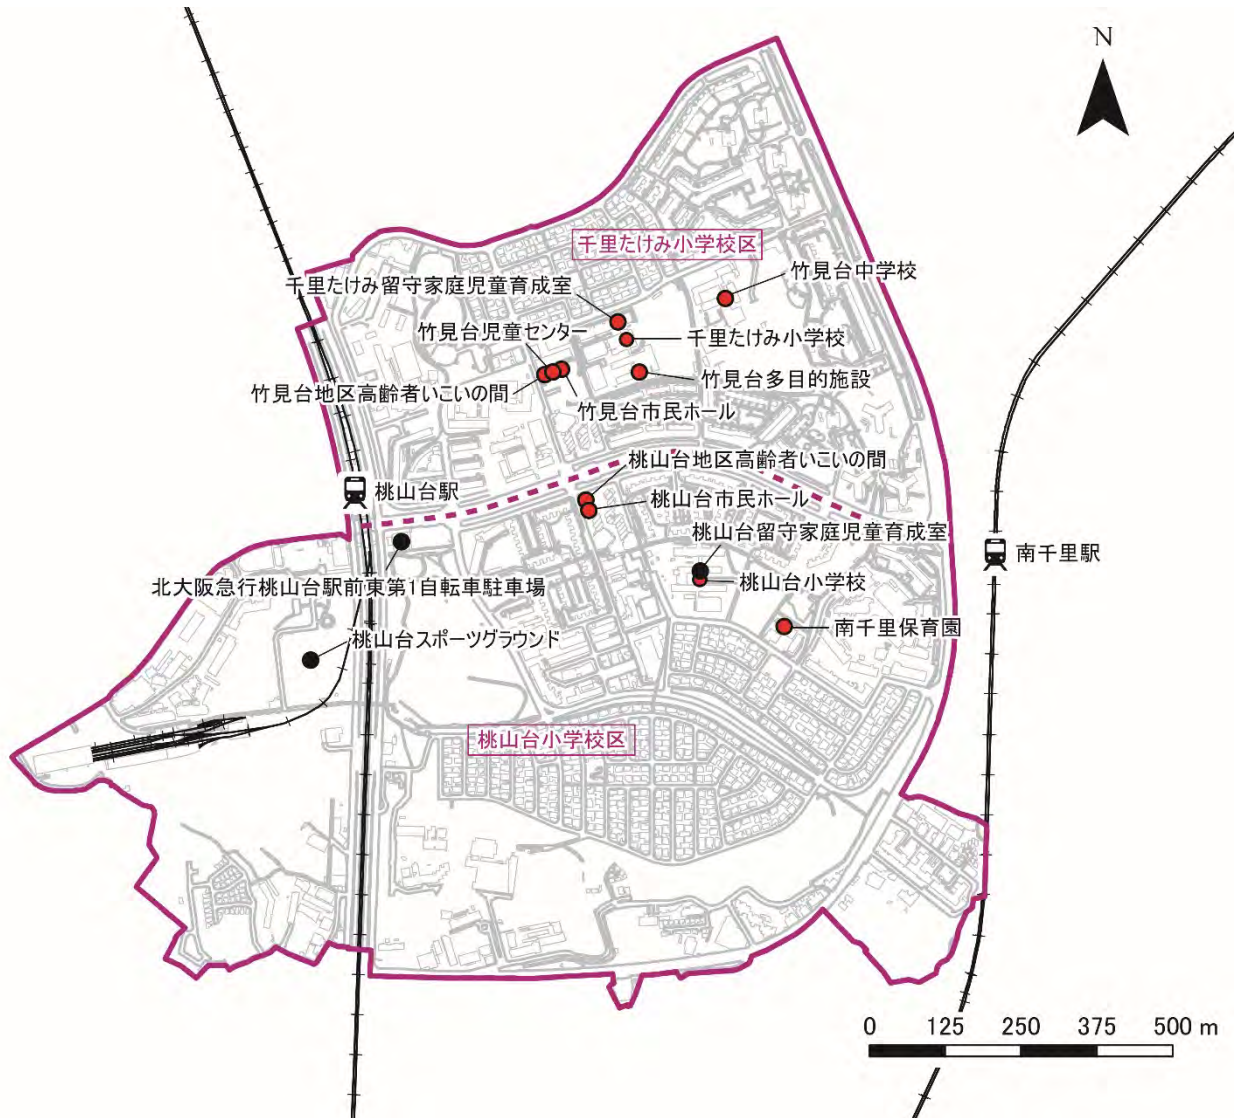 N
千里たけみ小学校区
竹見台中学校
千里たけみ留守家庭児童育成室
竹見台児童センター
千里たけみ小学校
竹見台多目的施設
竹見台地区高齢者いこいの間
竹見台市民ホール
桃山台地区高齢者いこいの間
桃山台駅
桃山台市民ホール
桃山台留守家庭児童育成室
南千里駅
北大阪急行桃山台駅前東第1自転車駐車場
桃山台小学校
南千里保育園
桃山台スポーツグラウンド
桃山台小学校区
0 125 250 375 500 m